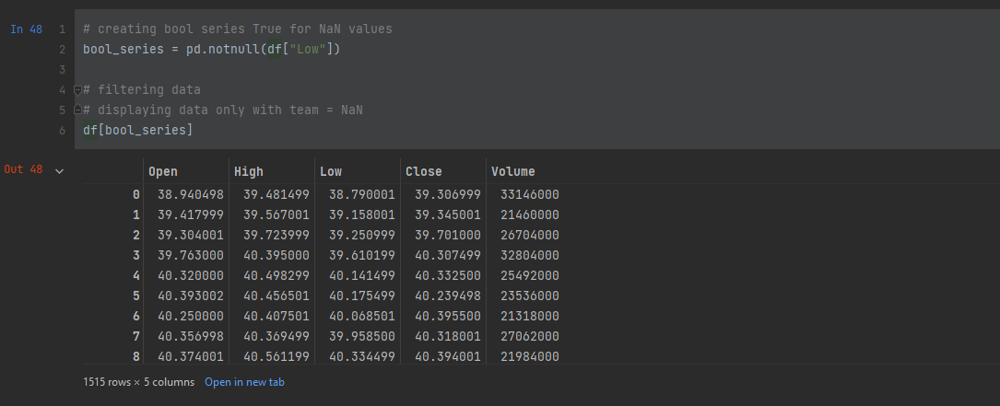 In 48 1 # creating bool series True for NaN values
2 bool_series = pd.notnull(df["Low"])
3
4 # filtering data
5 # displaying data only with team = NaN
6 df[bool_series]
Out 48
Open High Low Close Volume
0 38.940498 39.481499 38.790001 39.306999 33146000
1 39.417999 39.567001 39.158001 39.345001 21460000
2 39.304001 39.723999 39.250999 39.701000 26704000
3 39.763000 40.395000 39.610199 40.307499 32804000
4 40.320000 40.498299 40.141499 40.332500 25492000
5 40.393002 40.456501 40.175499 40.239498 23536000
6 40.250000 40.407501 40.068501 40.395500 21318000
7 40.356998 40.369499 39.958500 40.318001 27062000
8 40.374001 40.561199 40.334499 40.394001 21984000
1515 rows × 5 columns Open in new tab